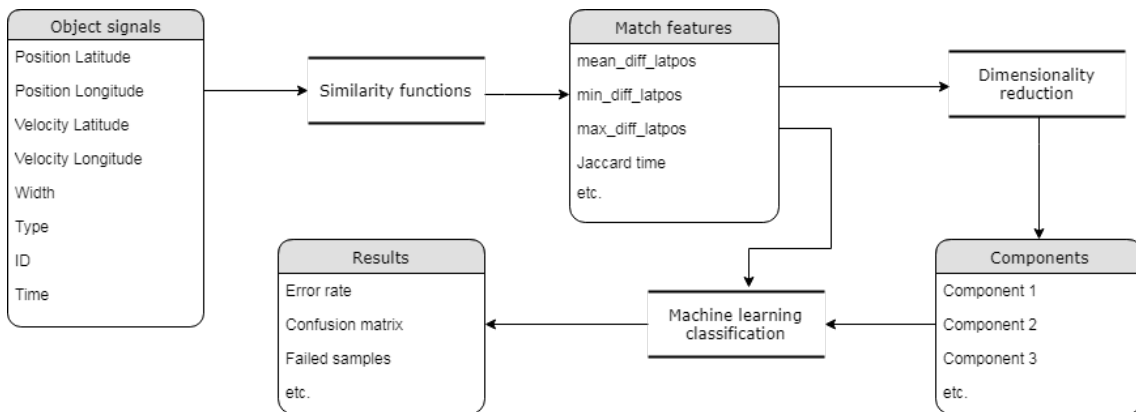 Object signals
Position Latitude
Position Longitude
Velocity Latitude
Velocity Longitude
Width
Type
ID
Time
Similarity functions
Match features
mean_diff_latpos
min_diff_latpos
max_diff_latpos
Jaccard time
etc.
Dimensionality
reduction
Components
Component 1
Component 2
Component 3
etc.
Machine learning
classification
Results
Error rate
Confusion matrix
Failed samples
etc.